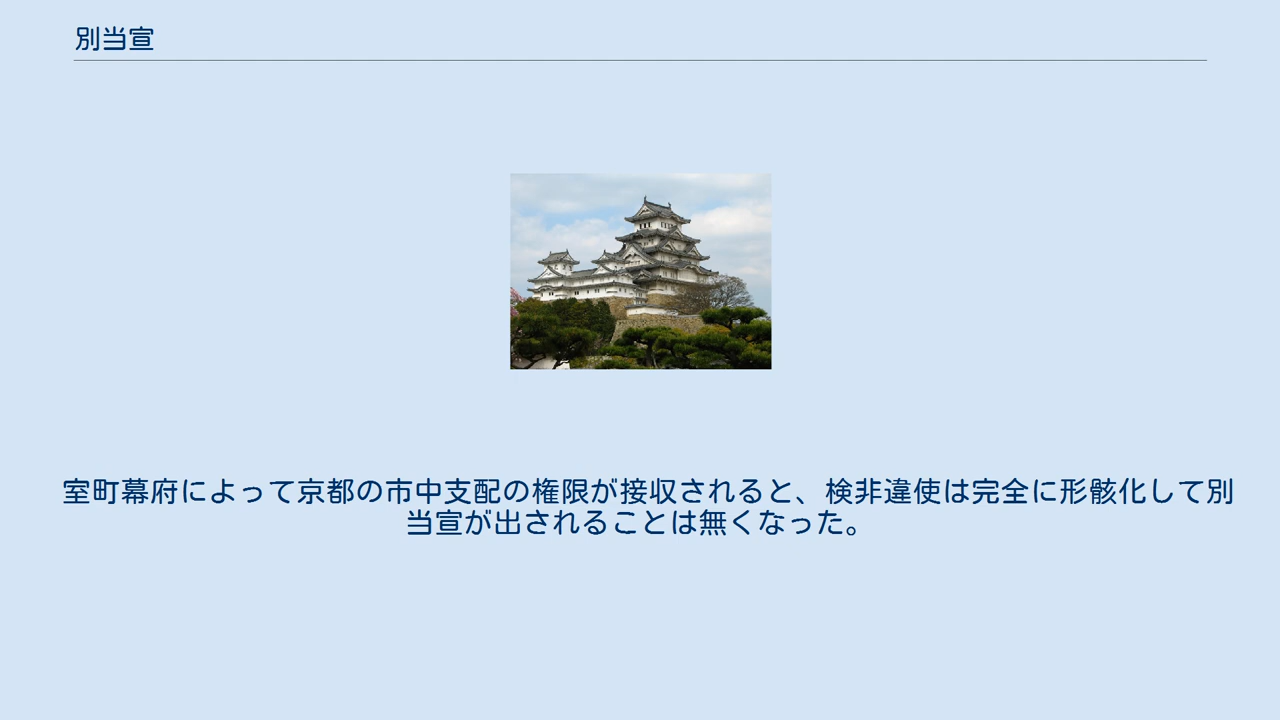 別当宣
室町幕府によって京都の市中支配の権限が接収されると、検非違使は完全に形骸化して別
当宣が出されることは無くなった。